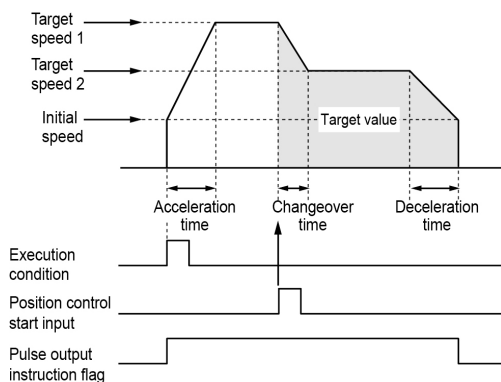 Target
speed 1
Target
speed 2
Initial
speed
Target value
Acceleration
time
Changeover
time
Deceleration
time
Execution
condition
Position control
start input
Pulse output
instruction flag